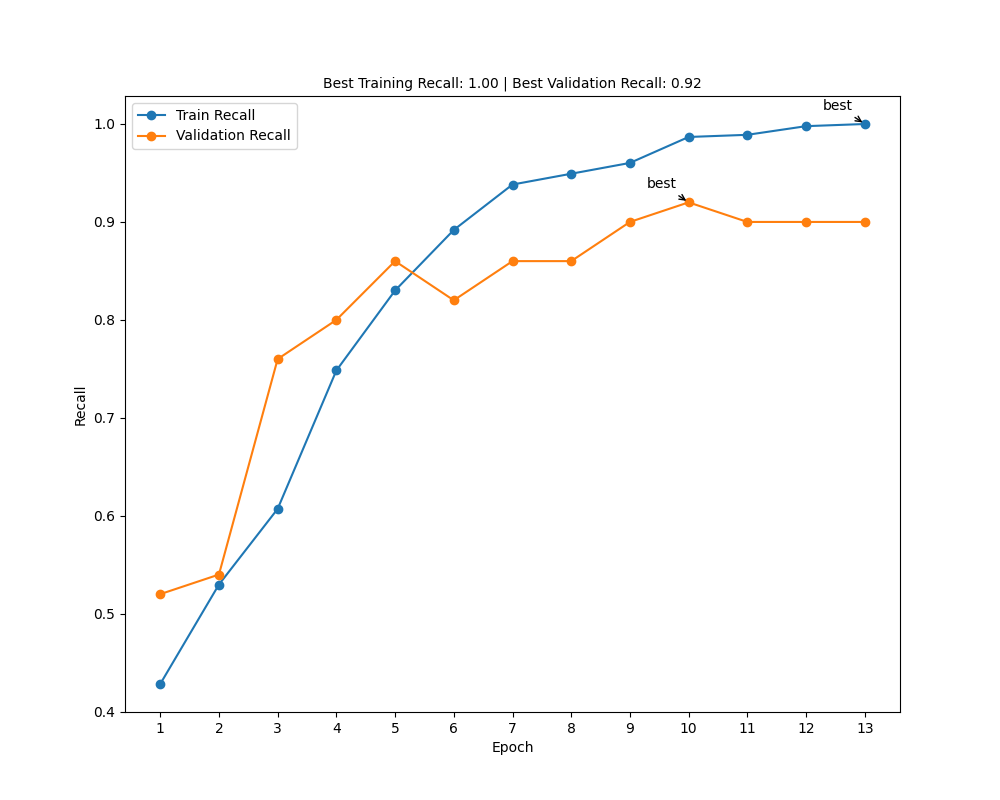 Best Training Recall: 1.00 | Best Validation Recall: 0.92
Train Recall
Validation Recall
best
best
1.0
0.9
0.8
0.7
0.6
0.5
0.4
Recall
1 2 3 4 5 6 7 8 9 10 11 12 13
Epoch